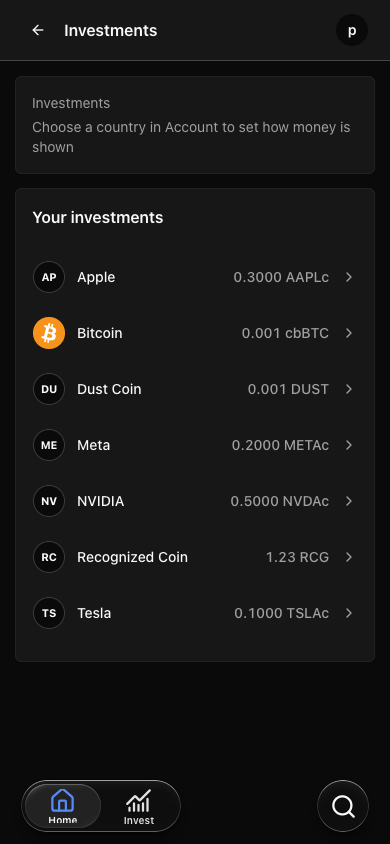 Investments
p
Investments
Choose a country in Account to set how money is
shown
Your investments
AP Apple 0.3000 AAPLc
Bitcoin 0.001 cbBTC
DU Dust Coin 0.001 DUST
ME Meta 0.2000 METAc
NV NVIDIA 0.5000 NVDAc
RC Recognized Coin 1.23 RCG
TS Tesla 0.1000 TSLAc
Home Invest